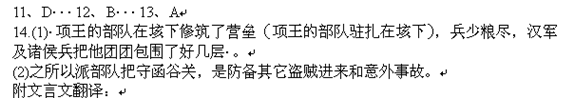 11、D···12、B··13、A
14.(1)·项王的部队在垓下修筑了营垒（项王的部队驻扎在垓下），兵少粮尽，汉军
及诸侯兵把他团团包围了好几层·。
(2)之所以派部队把守函谷关，是防备其它盗贼进来和意外事故。
附文言文翻译：